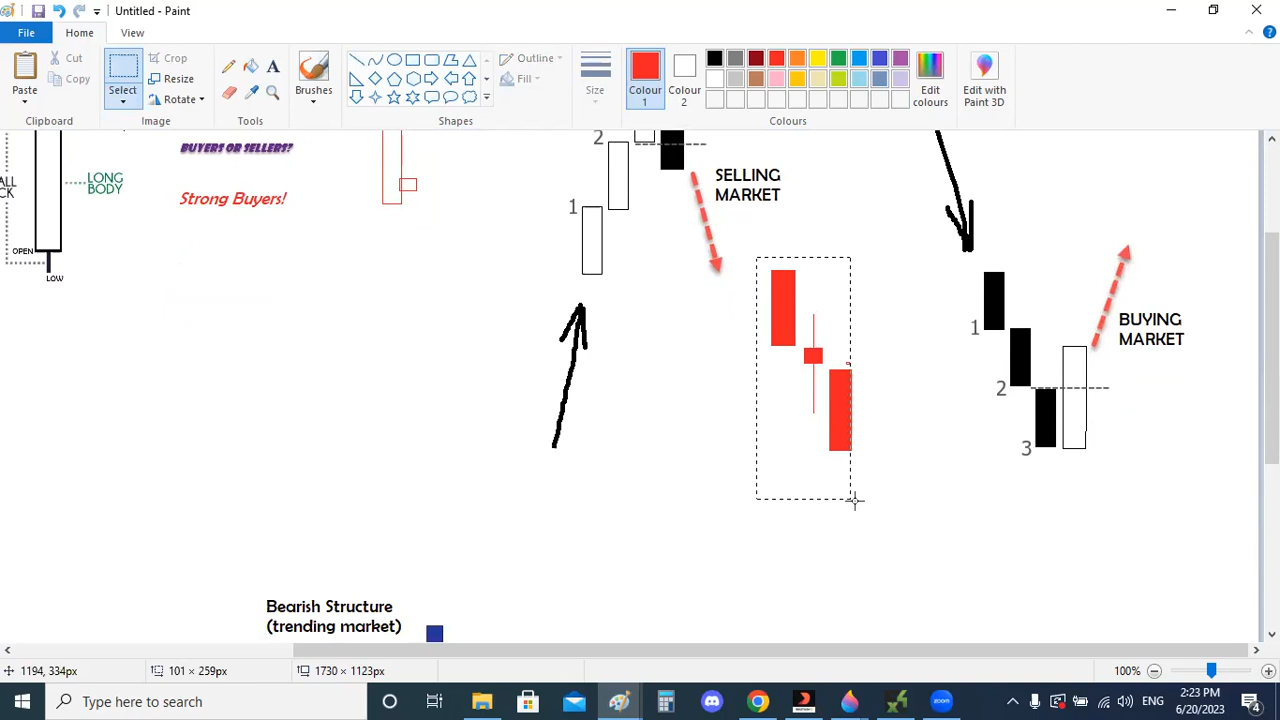 Untitled - Paint
File
Home
View
Paste
Cut
Copy
Clipboard
Select
Crop
Resize
Rotate
Image
Tools
Brushes
Shapes
Outline
Fill
Size
Colour 1
Colour 2
Edit colours
Edit with Paint 3D
Colours
BUYERS OR SELLERS?
Strong Buyers!
LONG
BODY
OPEN
LOW
2
1
SELLING
MARKET
1
2
3
BUYING
MARKET
Bearish Structure
(trending market)
1194, 334px
101 × 259px
1730 × 1123px
100%
Type here to search
ENG
2:23 PM
6/20/2023
4
zoom